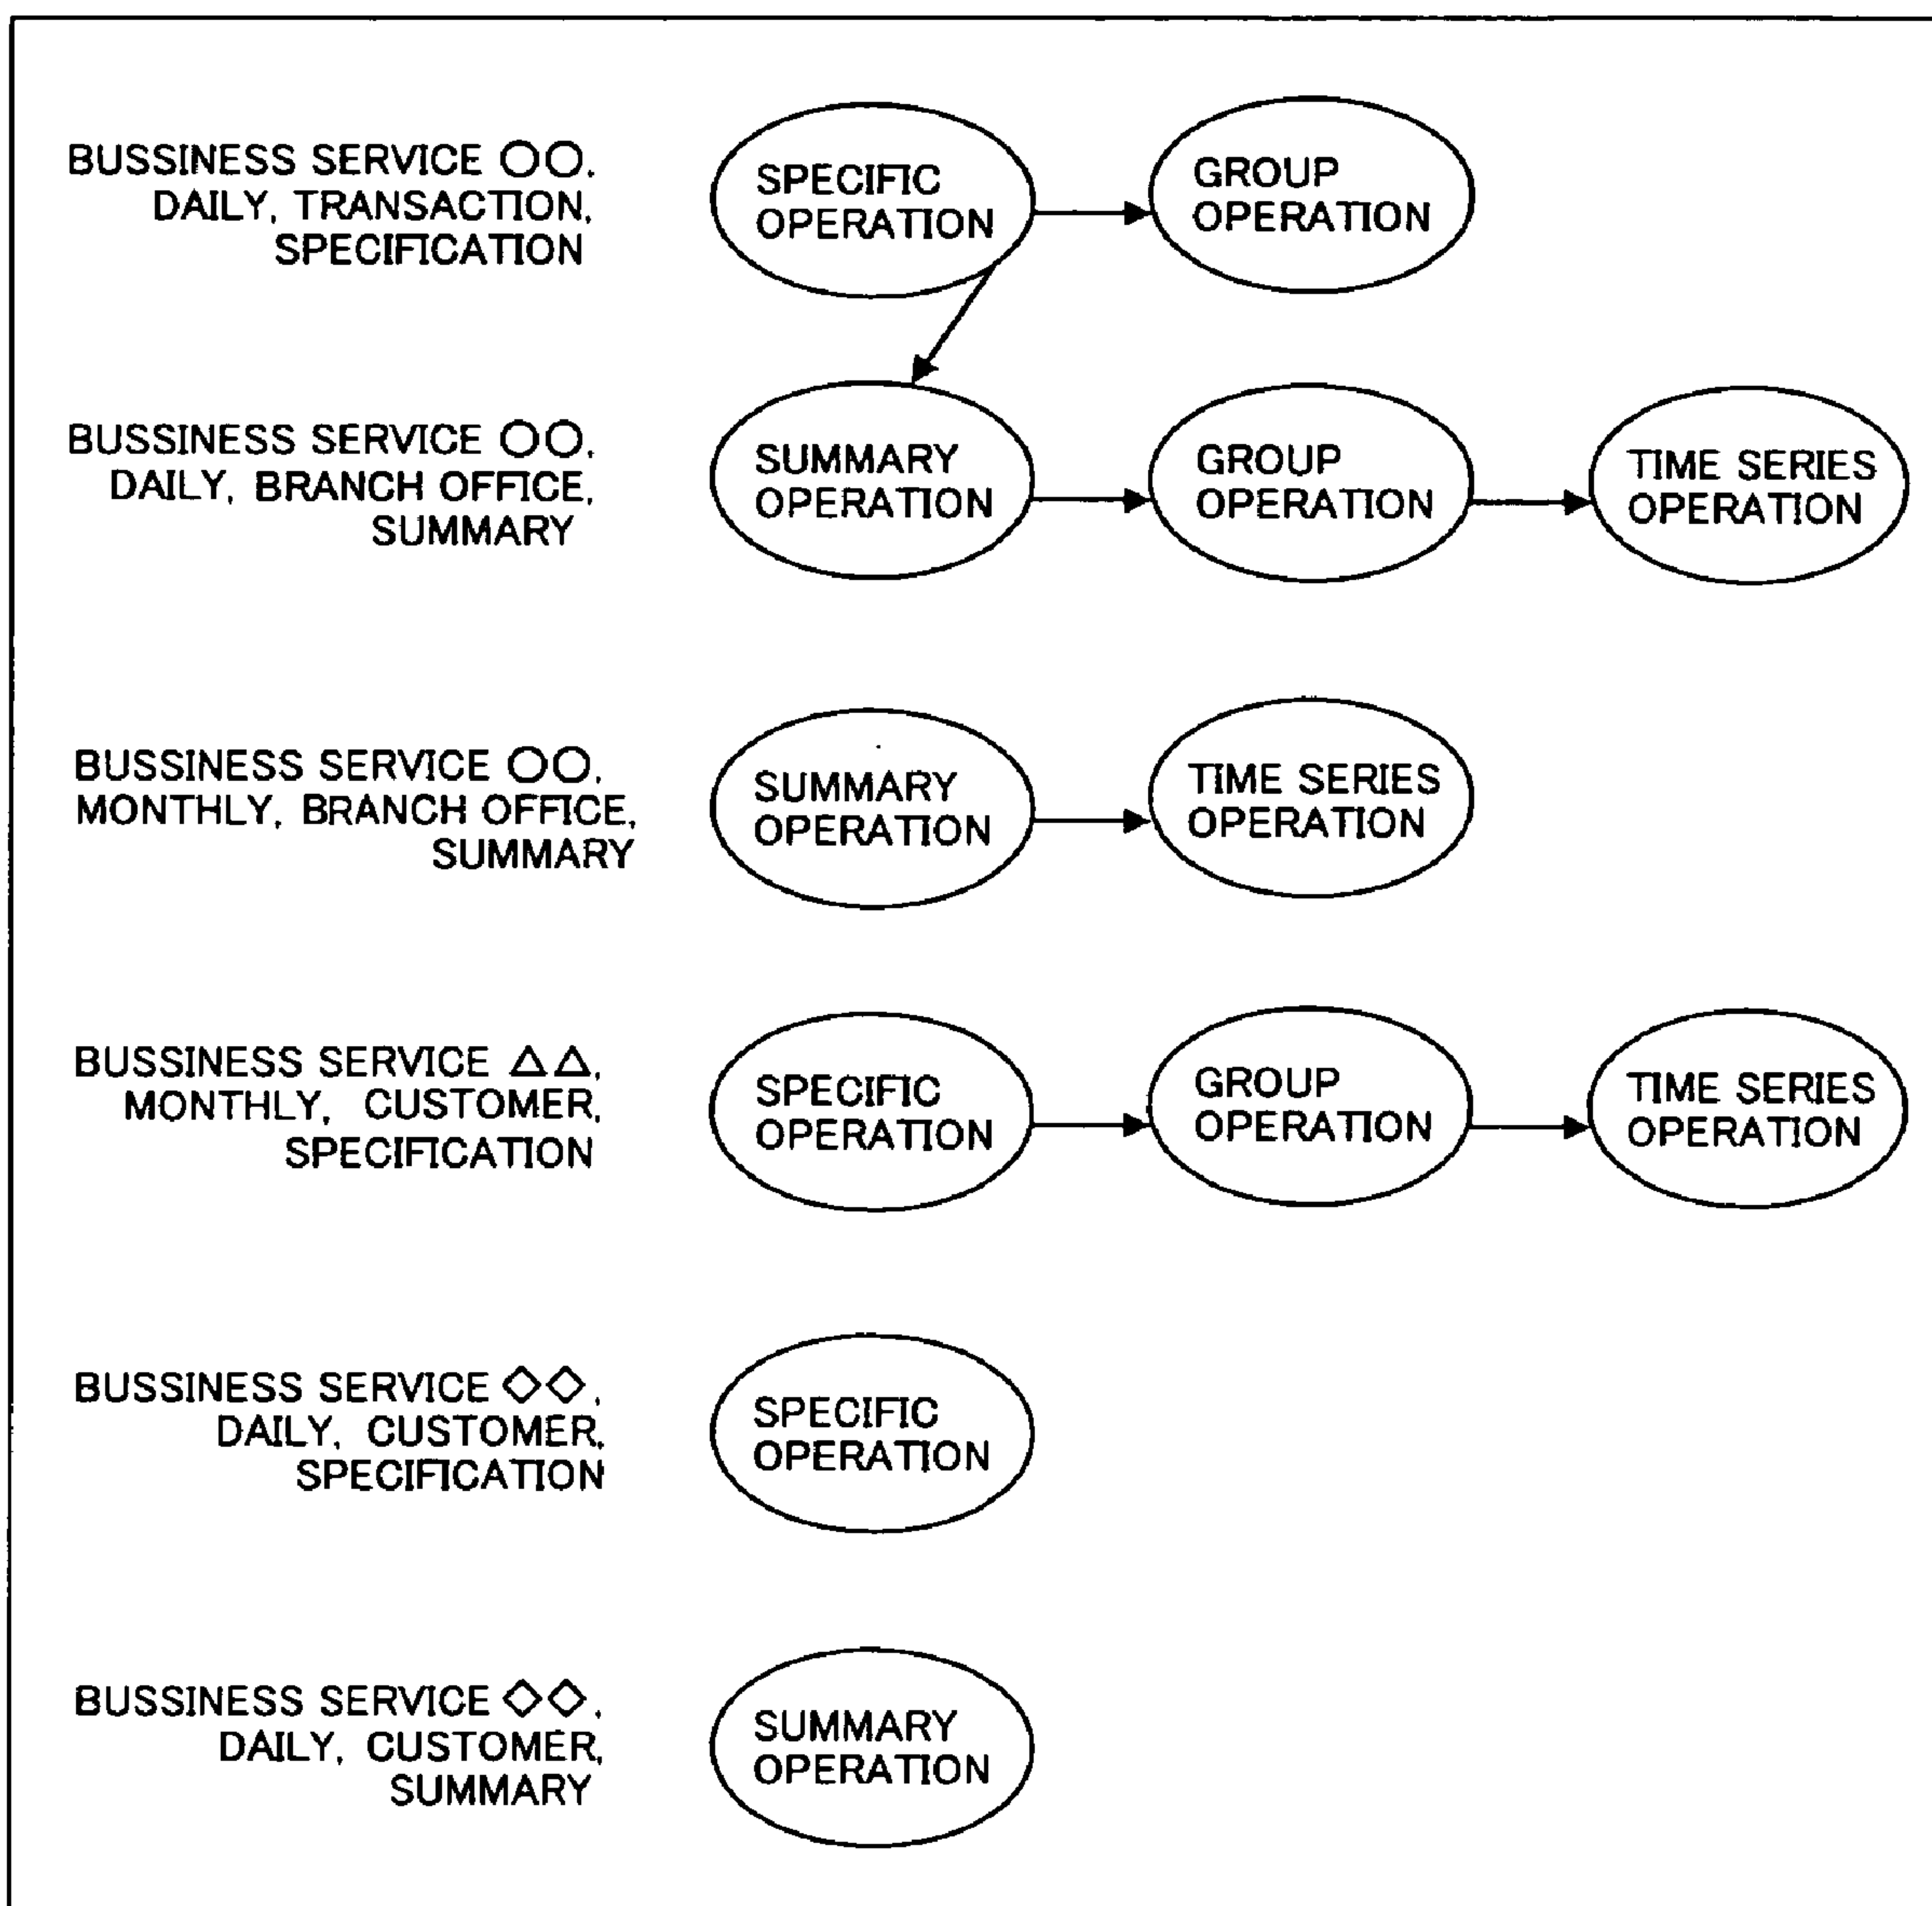 BUSSINESS SERVICE ○○,
DAILY, TRANSACTION,
SPECIFICATION
SPECIFIC
OPERATION
GROUP
OPERATION
BUSSINESS SERVICE ○○,
DAILY, BRANCH OFFICE,
SUMMARY
SUMMARY
OPERATION
GROUP
OPERATION
TIME SERIES
OPERATION
BUSSINESS SERVICE ○○,
MONTHLY, BRANCH OFFICE,
SUMMARY
SUMMARY
OPERATION
TIME SERIES
OPERATION
BUSSINESS SERVICE △△,
MONTHLY, CUSTOMER,
SPECIFICATION
SPECIFIC
OPERATION
GROUP
OPERATION
TIME SERIES
OPERATION
BUSSINESS SERVICE ◇◇,
DAILY, CUSTOMER,
SPECIFICATION
SPECIFIC
OPERATION
BUSSINESS SERVICE ◇◇,
DAILY, CUSTOMER,
SUMMARY
SUMMARY
OPERATION